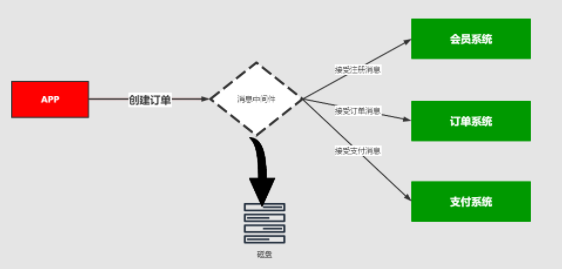 会员系统
接受注册消息
APP
创建订单
消息中间件
接受订单消息
订单系统
接受支付消息
支付系统
磁盘